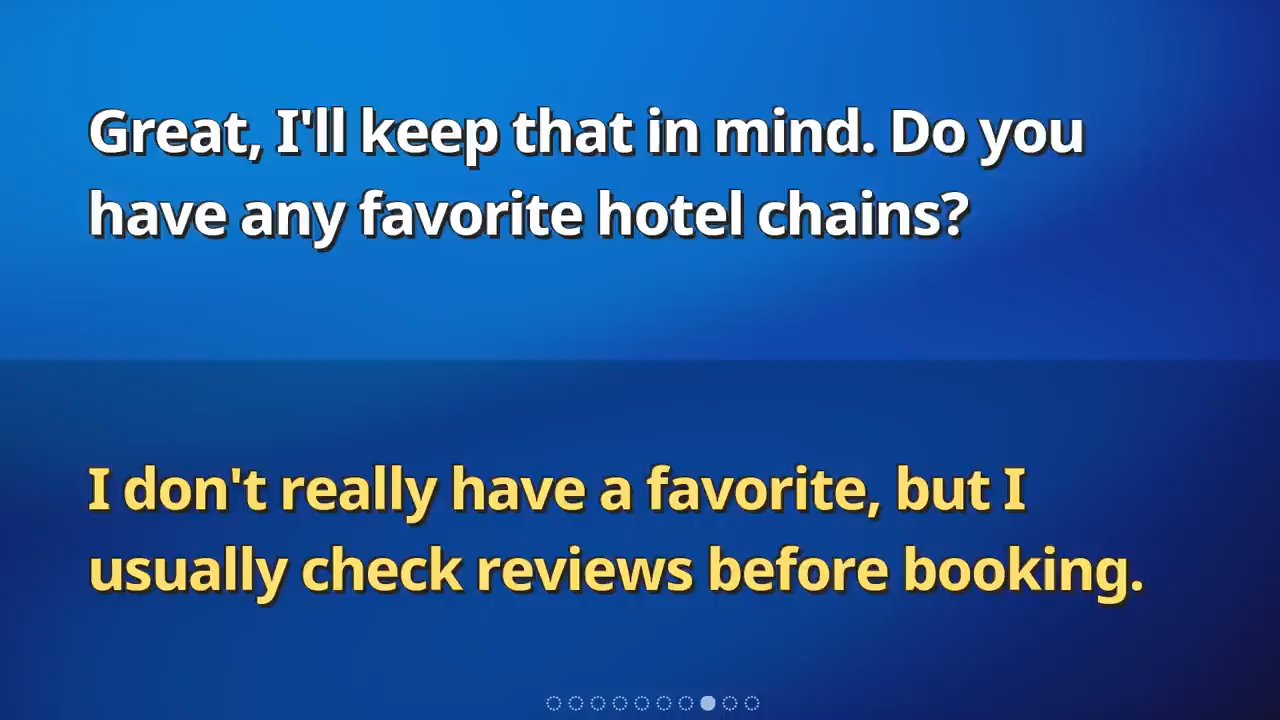 Great, I'll keep that in mind. Do you
have any favorite hotel chains?
I don't really have a favorite, but I
usually check reviews before booking.